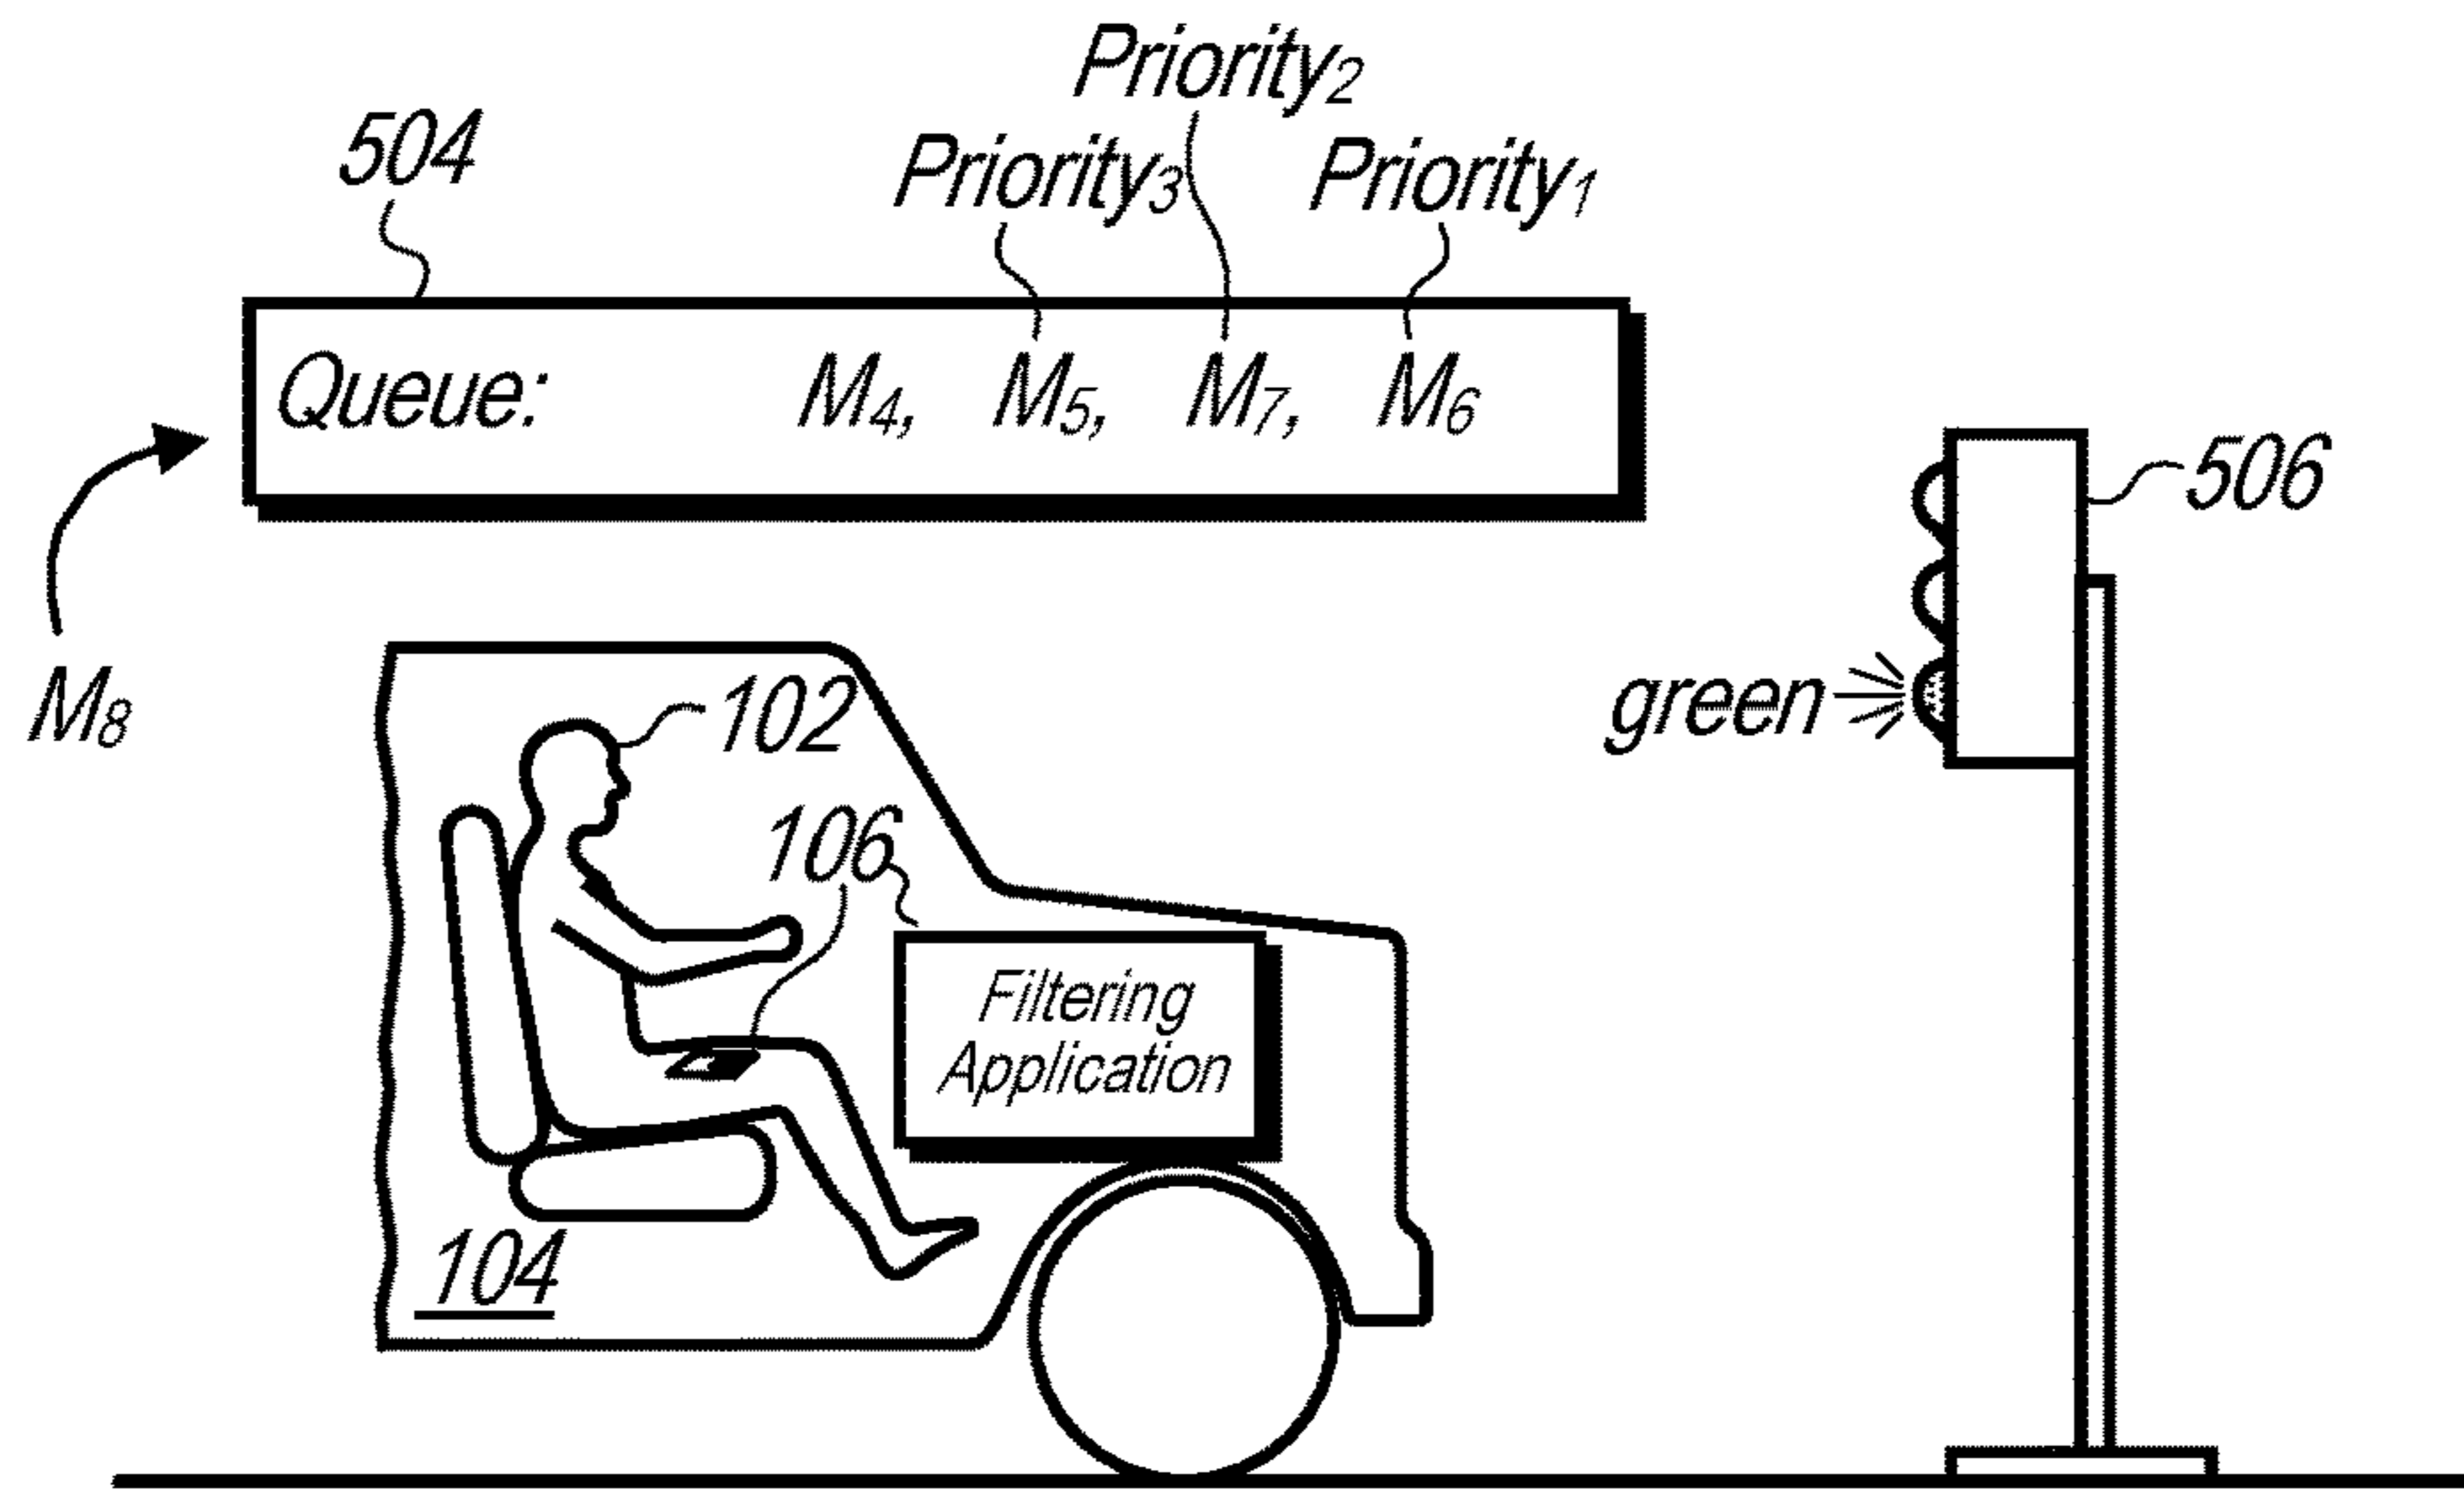 Priority₂
504
Priority₃ Priority₁
Queue: M₄, M₅, M₇, M₆
506
M₈
102
green
106
Filtering
Application
104